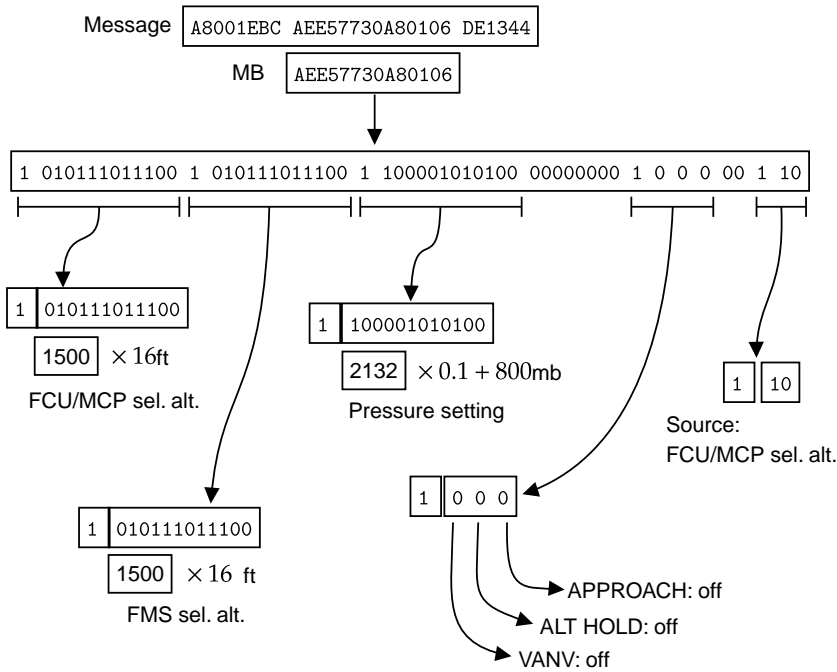 Message A8001EBC AEE57730A80106 DE1344
MB AEE57730A80106
1 010111011100 1 010111011100 1 100001010100 00000000 1 0 0 0 00 1 10
1 010111011100
1500 × 16ft
FCU/MCP sel. alt.
1 100001010100
2132 × 0.1 + 800mb
Pressure setting
1 10
Source:
FCU/MCP sel. alt.
1 0 0 0
1 010111011100
1500 × 16 ft
FMS sel. alt.
APPROACH: off
ALT HOLD: off
VANV: off